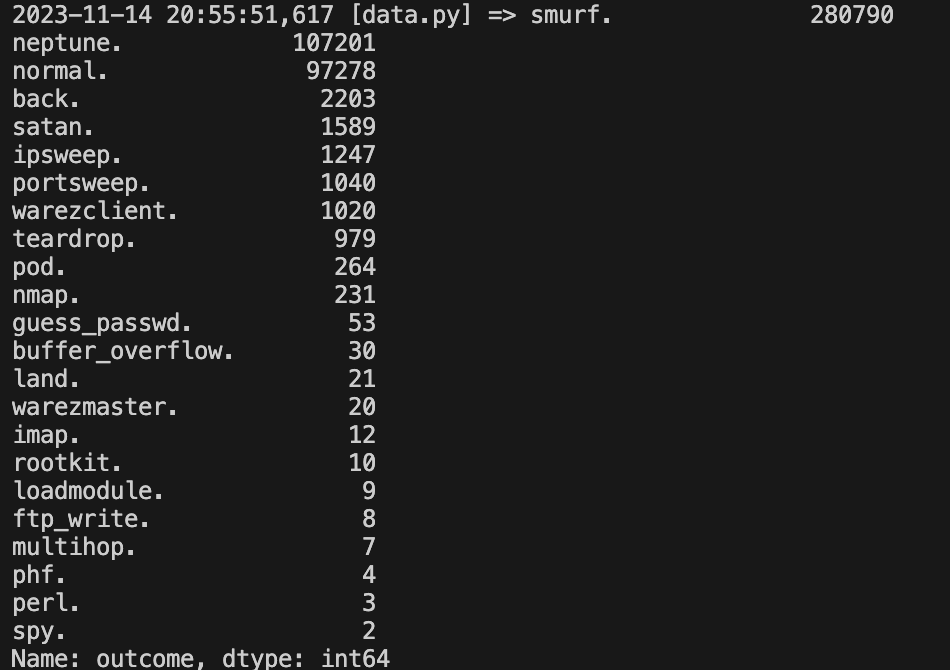 2023-11-14 20:55:51,617 [data.py] => smurf. 280790
neptune. 107201
normal. 97278
back. 2203
satan. 1589
ipsweep. 1247
portsweep. 1040
warezclient. 1020
teardrop. 979
pod. 264
nmap. 231
guess_passwd. 53
buffer_overflow. 30
land. 21
warezmaster. 20
imap. 12
rootkit. 10
loadmodule. 9
ftp_write. 8
multihop. 7
phf. 4
perl. 3
spy. 2
Name: outcome, dtype: int64